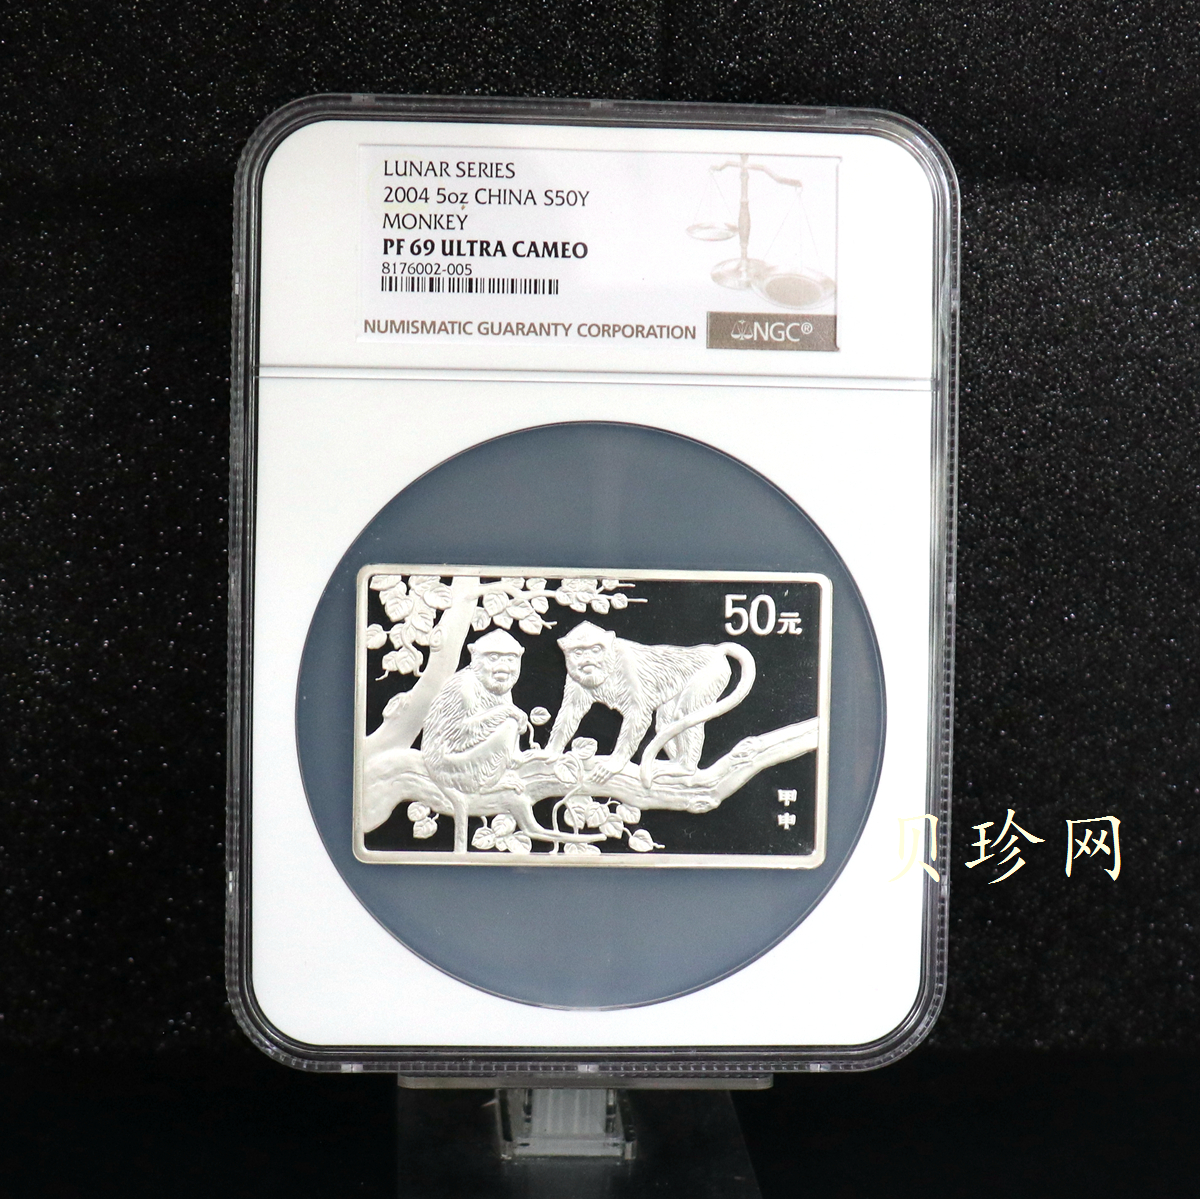 LUNAR SERIES
2004 5oz CHINA S50Y
MONKEY
PF 69 ULTRA CAMEO
8176002-005
NUMISMATIC GUARANTY CORPORATION
NGC®
50元
甲
申
贝珍网